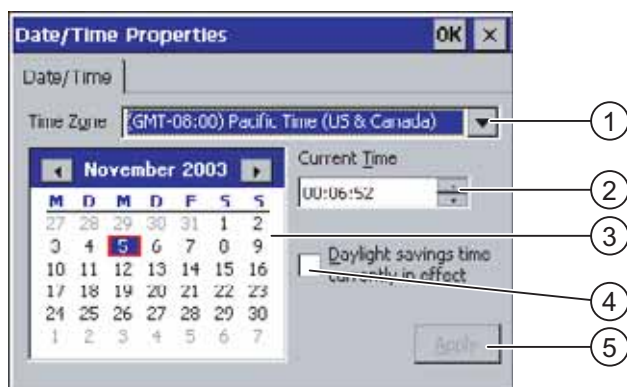 Date/Time Properties OK ×
Date/Time
Time Zone (GMT-08:00) Pacific Time (US & Canada) 1
November 2003
Current Time
00:06:52 2
M D M D F S S
27 28 29 30 31 1 2
3 4 5 6 7 8 9 3
10 11 12 13 14 15 16
Daylight savings time
currently in effect 4
17 18 19 20 21 22 23
24 25 26 27 28 29 30
1 2 3 4 5 6 7
Apply 5